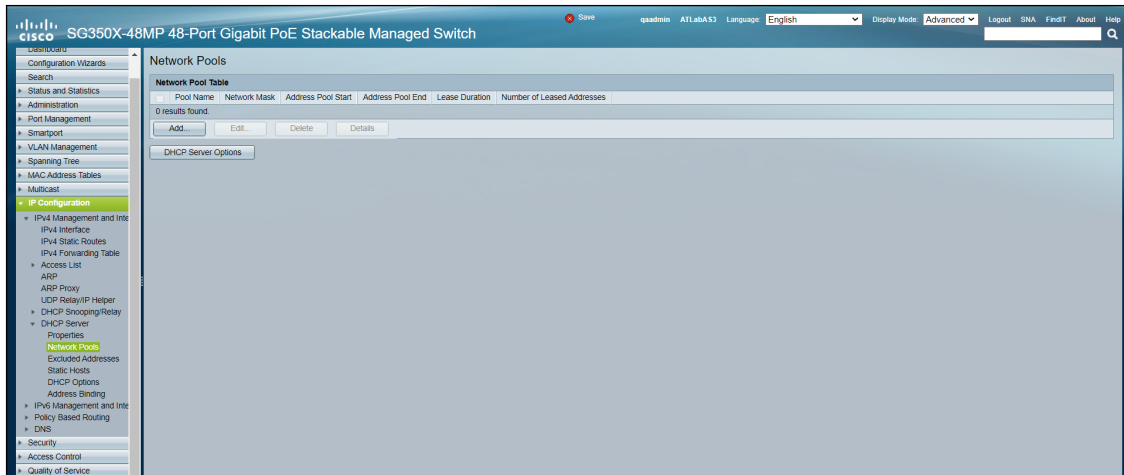 Save qaadmin ATLabAS3 Language: English Display Mode: Advanced Logout SNA FindIT About Help
CISCO SG350X-48MP 48-Port Gigabit PoE Stackable Managed Switch
Dashboard
Configuration Wizards
Search
Status and Statistics
Administration
Port Management
Smartport
VLAN Management
Spanning Tree
MAC Address Tables
Multicast
IP Configuration
IPv4 Management and Inte
IPv4 Interface
IPv4 Static Routes
IPv4 Forwarding Table
Access List
ARP
ARP Proxy
UDP Relay/IP Helper
DHCP Snooping/Relay
DHCP Server
Properties
Network Pools
Excluded Addresses
Static Hosts
DHCP Options
Address Binding
IPv6 Management and Inte
Policy Based Routing
DNS
Security
Access Control
Quality of Service
Network Pools
Network Pool Table
Pool Name Network Mask Address Pool Start Address Pool End Lease Duration Number of Leased Addresses
0 results found.
Add... Edit... Delete Details
DHCP Server Options